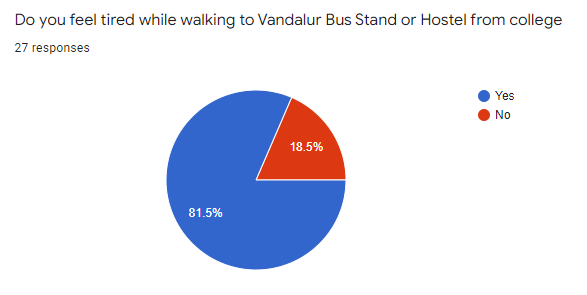 Do you feel tired while walking to Vandalur Bus Stand or Hostel from college
27 responses
Yes
No
18.5%
81.5%